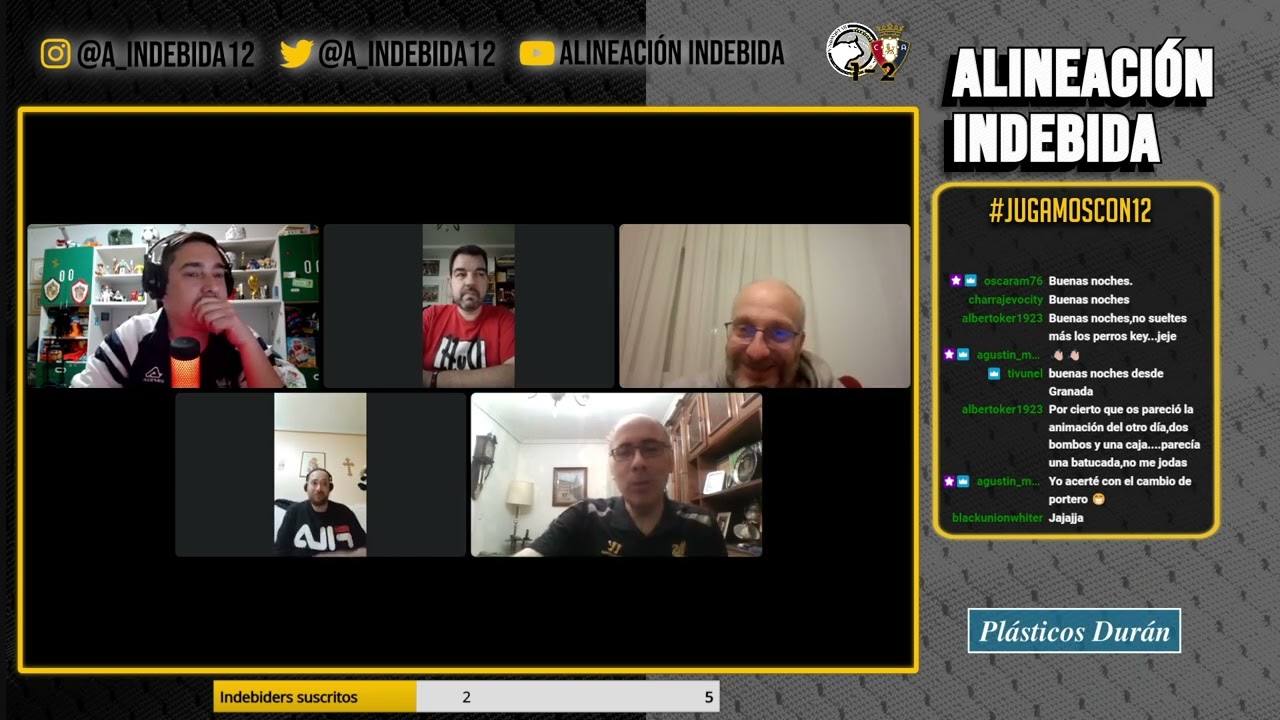 @A_INDEBIDA12
@A_INDEBIDA12
ALINEACIÓN INDEBIDA
1-2
ALINEACIÓN
INDEBIDA
#JUGAMOSCON12
oscaram76 Buenas noches.
charrajevocity Buenas noches
albertoker1923 Buenas noches,no sueltes
más los perros key...jeje
agustin_m... 👏🏻 👏🏻
tivunel buenas noches desde
Granada
albertoker1923 Por cierto que os pareció la
animación del otro día,dos
bombos y una caja....parecía
una batucada,no me jodas
agustin_m... Yo acerté con el cambio de
portero 😁
blackunionwhiter Jajajja
FILA
Plásticos Durán
Indebiders suscritos 2 5